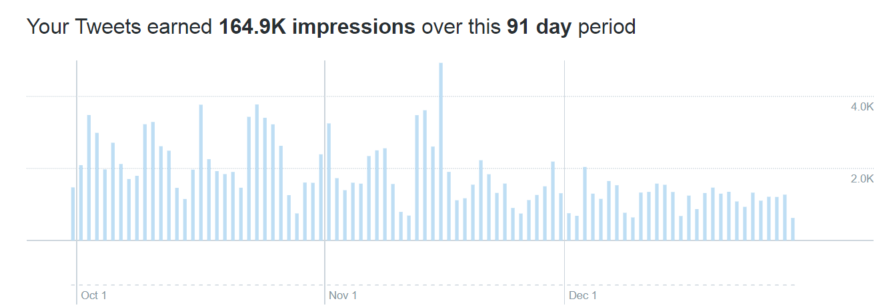 Your Tweets earned 164.9K impressions over this 91 day period
4.0K
2.0K
Oct 1
Nov 1
Dec 1